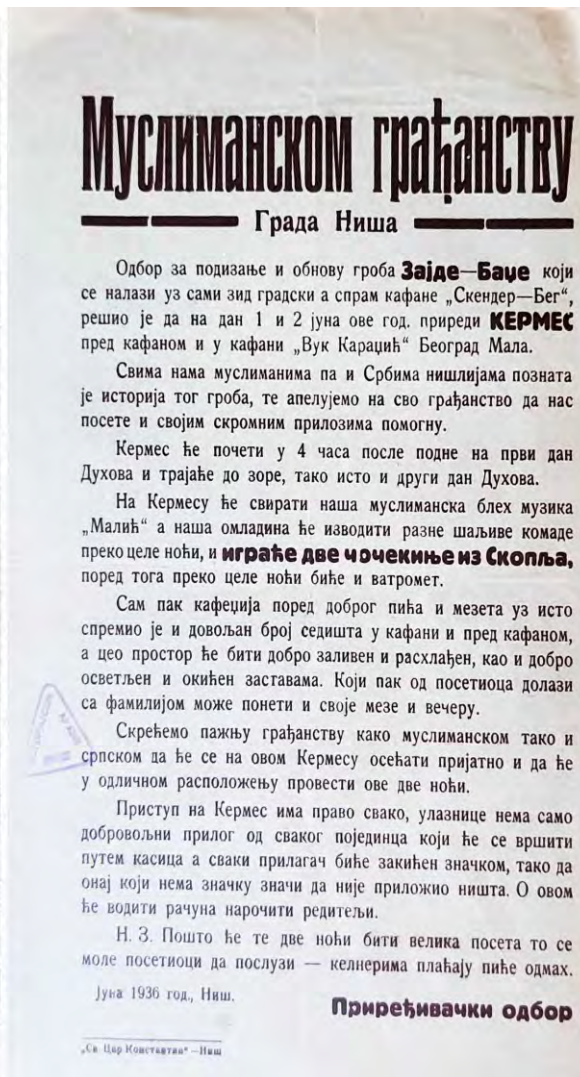 Муслиманском грађанству
Града Ниша
Одбор за подизање и обнову гроба Зајде—Баџе који
се налази уз сами зид градски а спрам кафане „Скендер—Бег“,
решио је да на дан 1 и 2 јуна ове год. приреди КЕРМЕС
пред кафаном и у кафани „Вук Караџић“ Београд Мала.
Свима нама муслиманима па и Србима нишлијама позната
је историја тог гроба, те апелујемо на сво грађанство да нас
посете и својим скромним прилозима помогну.
Кермес ће почети у 4 часа после подне на први дан
Духова и трајаће до зоре, тако исто и други дан Духова.
На Кермесу ће свирати наша муслиманска блех музика
„Малић“ а наша омладина ће изводити разне шаљиве комаде
преко целе ноћи, и играће две чочекиње из Скопља,
поред тога преко целе ноћи биће и ватромет.
Сам пак кафеџија поред доброг пића и мезета уз исто
спремио је и довољан број седишта у кафани и пред кафаном,
а цео простор ће бити добро заливен и расхлађен, као и добро
осветљен и окићен заставама. Који пак од посетиоца долази
са фамилијом може понети и своје мезе и вечеру.
Скрећемо пажњу грађанству како муслиманском тако и
српском да ће се на овом Кермесу осећати пријатно и да ће
у одличном расположењу провести ове две ноћи.
Приступ на Кермес има право свако, улазнице нема само
добровољни прилог од сваког појединца који ће се вршити
путем касица а сваки прилагач биће закићен значком, тако да
онај који нема значку значи да није приложио ништа. О овом
ће водити рачуна нарочити редитељи.
Н. З. Пошто ће те две ноћи бити велика посета то се
моле посетиоци да послузи — келнерима плаћају пиће одмах.
Јуна 1936 год., Ниш.
Приређивачки одбор
„Св. Цар Константин“ –Ниш